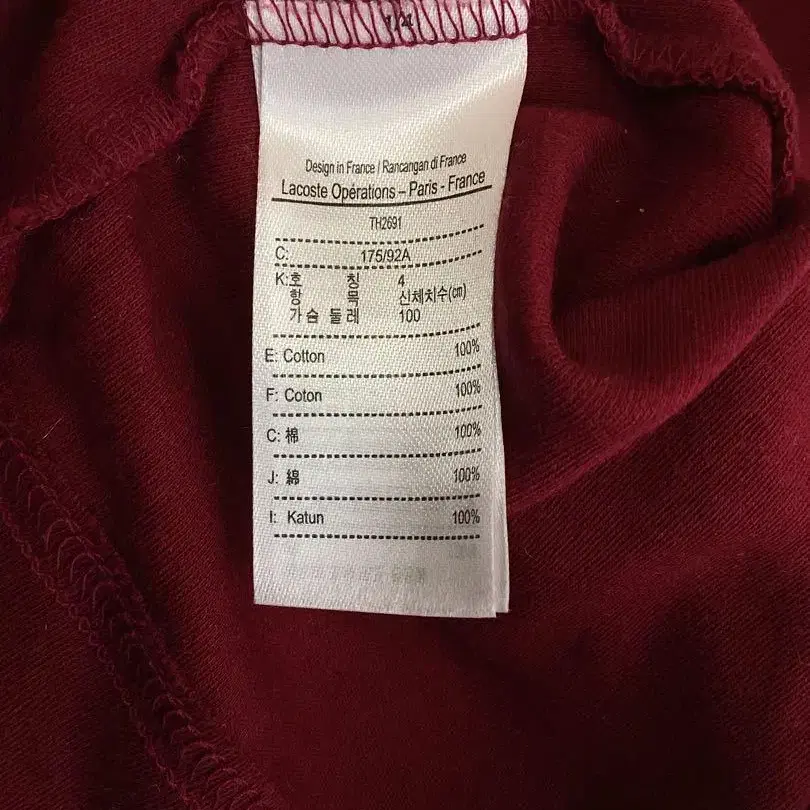 1/4
Design in France / Rancangan di France
Lacoste Opérations – Paris - France
TH2691
C: 175/92A
K:호 칭 4
항 목 신체치수(cm)
가슴 둘레 100
E: Cotton 100%
F: Coton 100%
C: 棉 100%
J: 綿 100%
I: Katun 100%